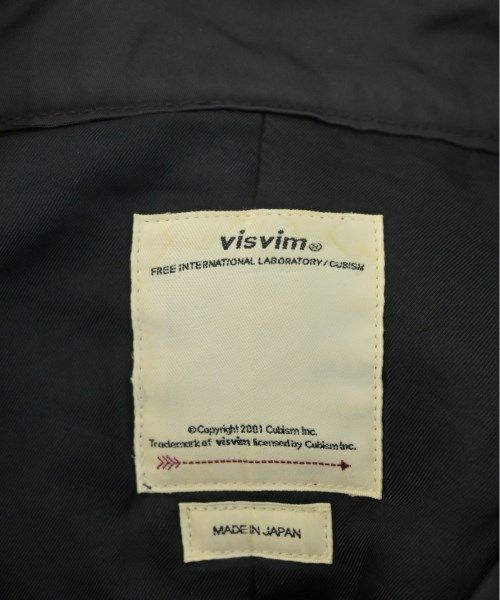 visvim®
FREE INTERNATIONAL LABORATORY / CUBISM
©Copyright 2001 Cubism Inc.
Trademark of visvim licensed by Cubism Inc.
MADE IN JAPAN